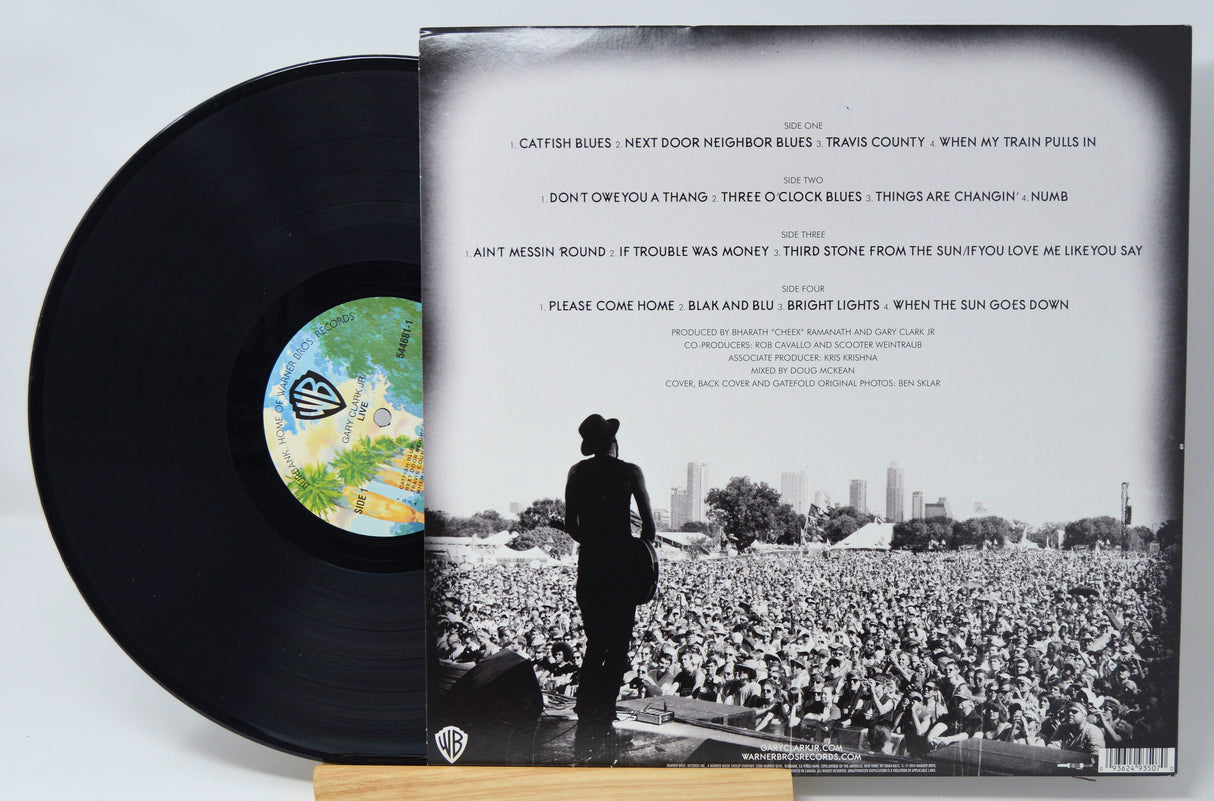 SIDE ONE
1. CATFISH BLUES 2. NEXT DOOR NEIGHBOR BLUES 3. TRAVIS COUNTY 4. WHEN MY TRAIN PULLS IN
SIDE TWO
1. DON'T OWE YOU A THANG 2. THREE O'CLOCK BLUES 3. THINGS ARE CHANGIN' 4. NUMB
SIDE THREE
1. AIN'T MESSIN 'ROUND 2. IF TROUBLE WAS MONEY 3. THIRD STONE FROM THE SUN/IF YOU LOVE ME LIKE YOU SAY
SIDE FOUR
1. PLEASE COME HOME 2. BLAK AND BLU 3. BRIGHT LIGHTS 4. WHEN THE SUN GOES DOWN
PRODUCED BY BHARATH "CHEEX" RAMANATH AND GARY CLARK JR
CO-PRODUCERS: ROB CAVALLO AND SCOOTER WEINTRAUB
ASSOCIATE PRODUCER: KRIS KRISHNA
MIXED BY DOUG MCKEAN
COVER, BACK COVER AND GATEFOLD ORIGINAL PHOTOS: BEN SKLAR
BURBANK, HOME OF WARNER BROS. RECORDS
WB
544681-1
GARY CLARK JR.
LIVE
SIDE 1
WB
GARYCLARKJR.COM
WARNERBROSRECORDS.COM
0 93624 93507